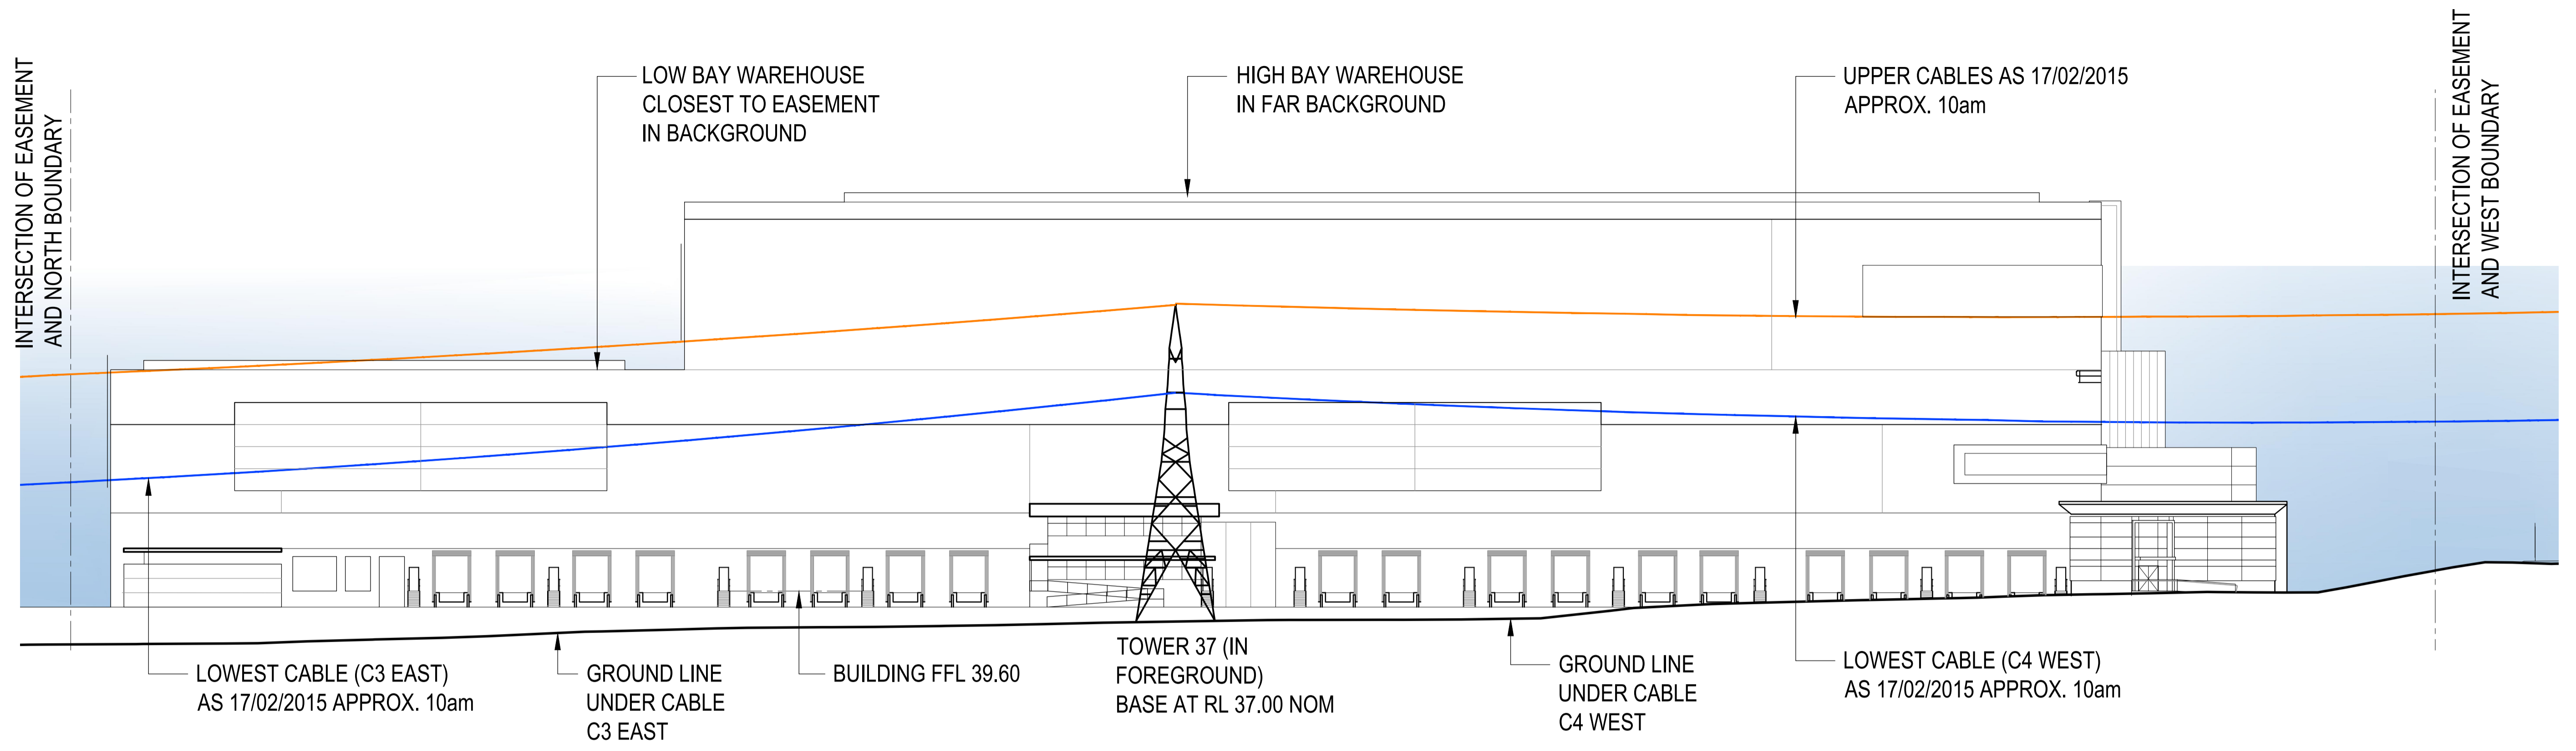 INTERSECTION OF EASEMENT
AND NORTH BOUNDARY
LOW BAY WAREHOUSE
CLOSEST TO EASEMENT
IN BACKGROUND
HIGH BAY WAREHOUSE
IN FAR BACKGROUND
UPPER CABLES AS 17/02/2015
APPROX. 10am
INTERSECTION OF EASEMENT
AND WEST BOUNDARY
LOWEST CABLE (C3 EAST)
AS 17/02/2015 APPROX. 10am
GROUND LINE
UNDER CABLE
C3 EAST
BUILDING FFL 39.60
TOWER 37 (IN
FOREGROUND)
BASE AT RL 37.00 NOM
GROUND LINE
UNDER CABLE
C4 WEST
LOWEST CABLE (C4 WEST)
AS 17/02/2015 APPROX. 10am